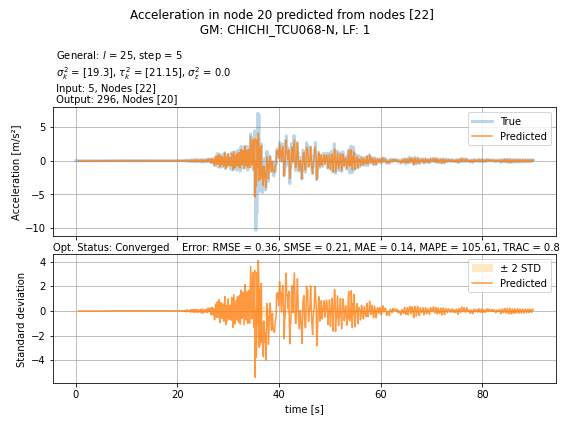 Acceleration in node 20 predicted from nodes [22]
GM: CHICHI_TCU068-N, LF: 1
General: l = 25, step = 5
σ²ₖ = [19.3], τ²ₖ = [21.15], σ²ε = 0.0
Input: 5, Nodes [22]
Output: 296, Nodes [20]
True
Predicted
5
0
−5
−10
Acceleration [m/s²]
Opt. Status: Converged Error: RMSE = 0.36, SMSE = 0.21, MAE = 0.14, MAPE = 105.61, TRAC = 0.8
± 2 STD
Predicted
4
2
0
−2
−4
Standard deviation
0 20 40 60 80
time [s]